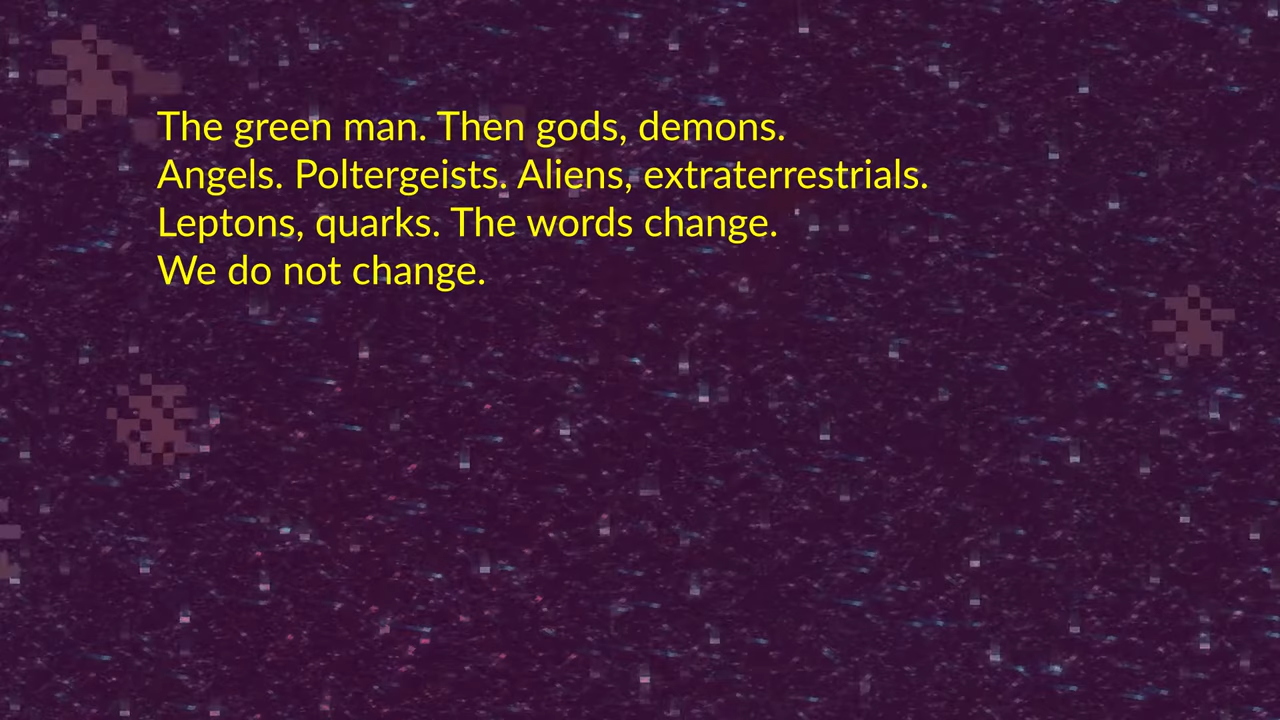 The green man. Then gods, demons.
Angels. Poltergeists. Aliens, extraterrestrials.
Leptons, quarks. The words change.
We do not change.